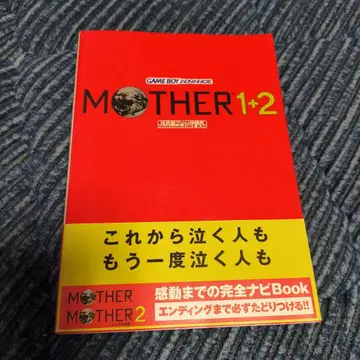 GAME BOY ADVANCE
MOTHER 1+2
これから泣く人も
もう一度泣く人も
MOTHER
MOTHER 2
感動までの完全ナビBook
エンディングまで必ずたどりつける!!